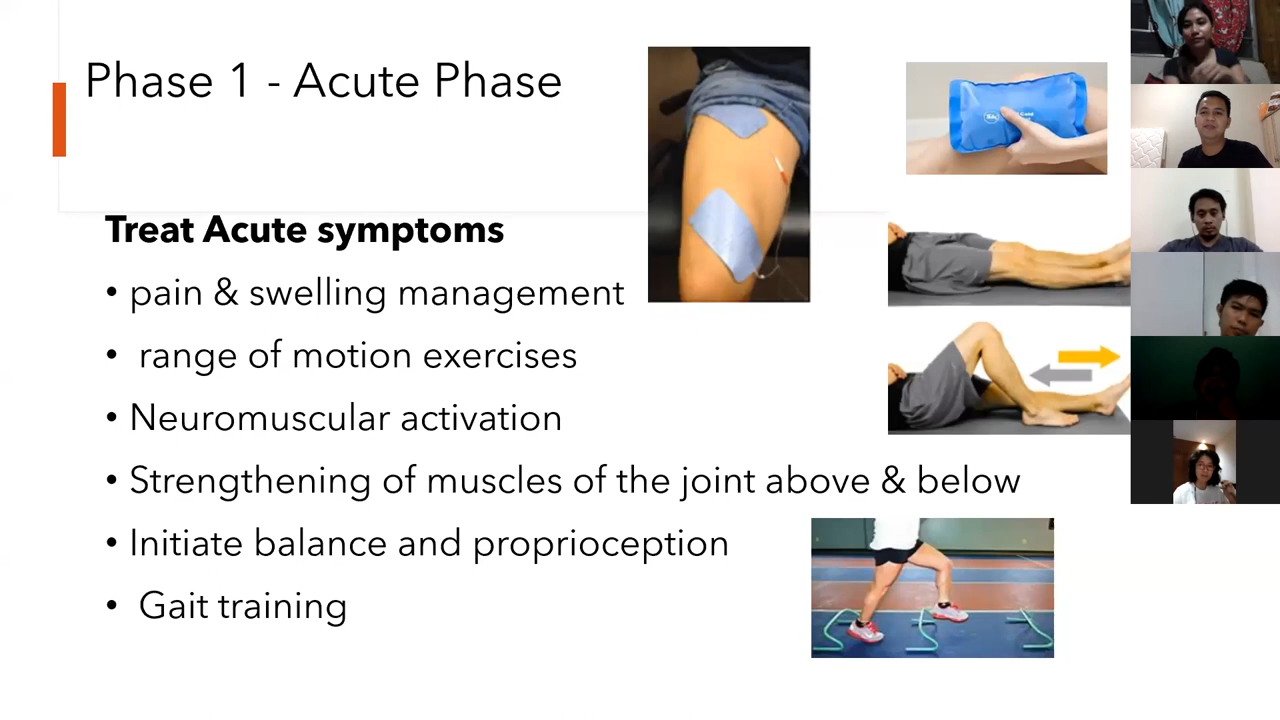 Phase 1 - Acute Phase
Treat Acute symptoms
• pain & swelling management
• range of motion exercises
• Neuromuscular activation
• Strengthening of muscles of the joint above & below
• Initiate balance and proprioception
• Gait training